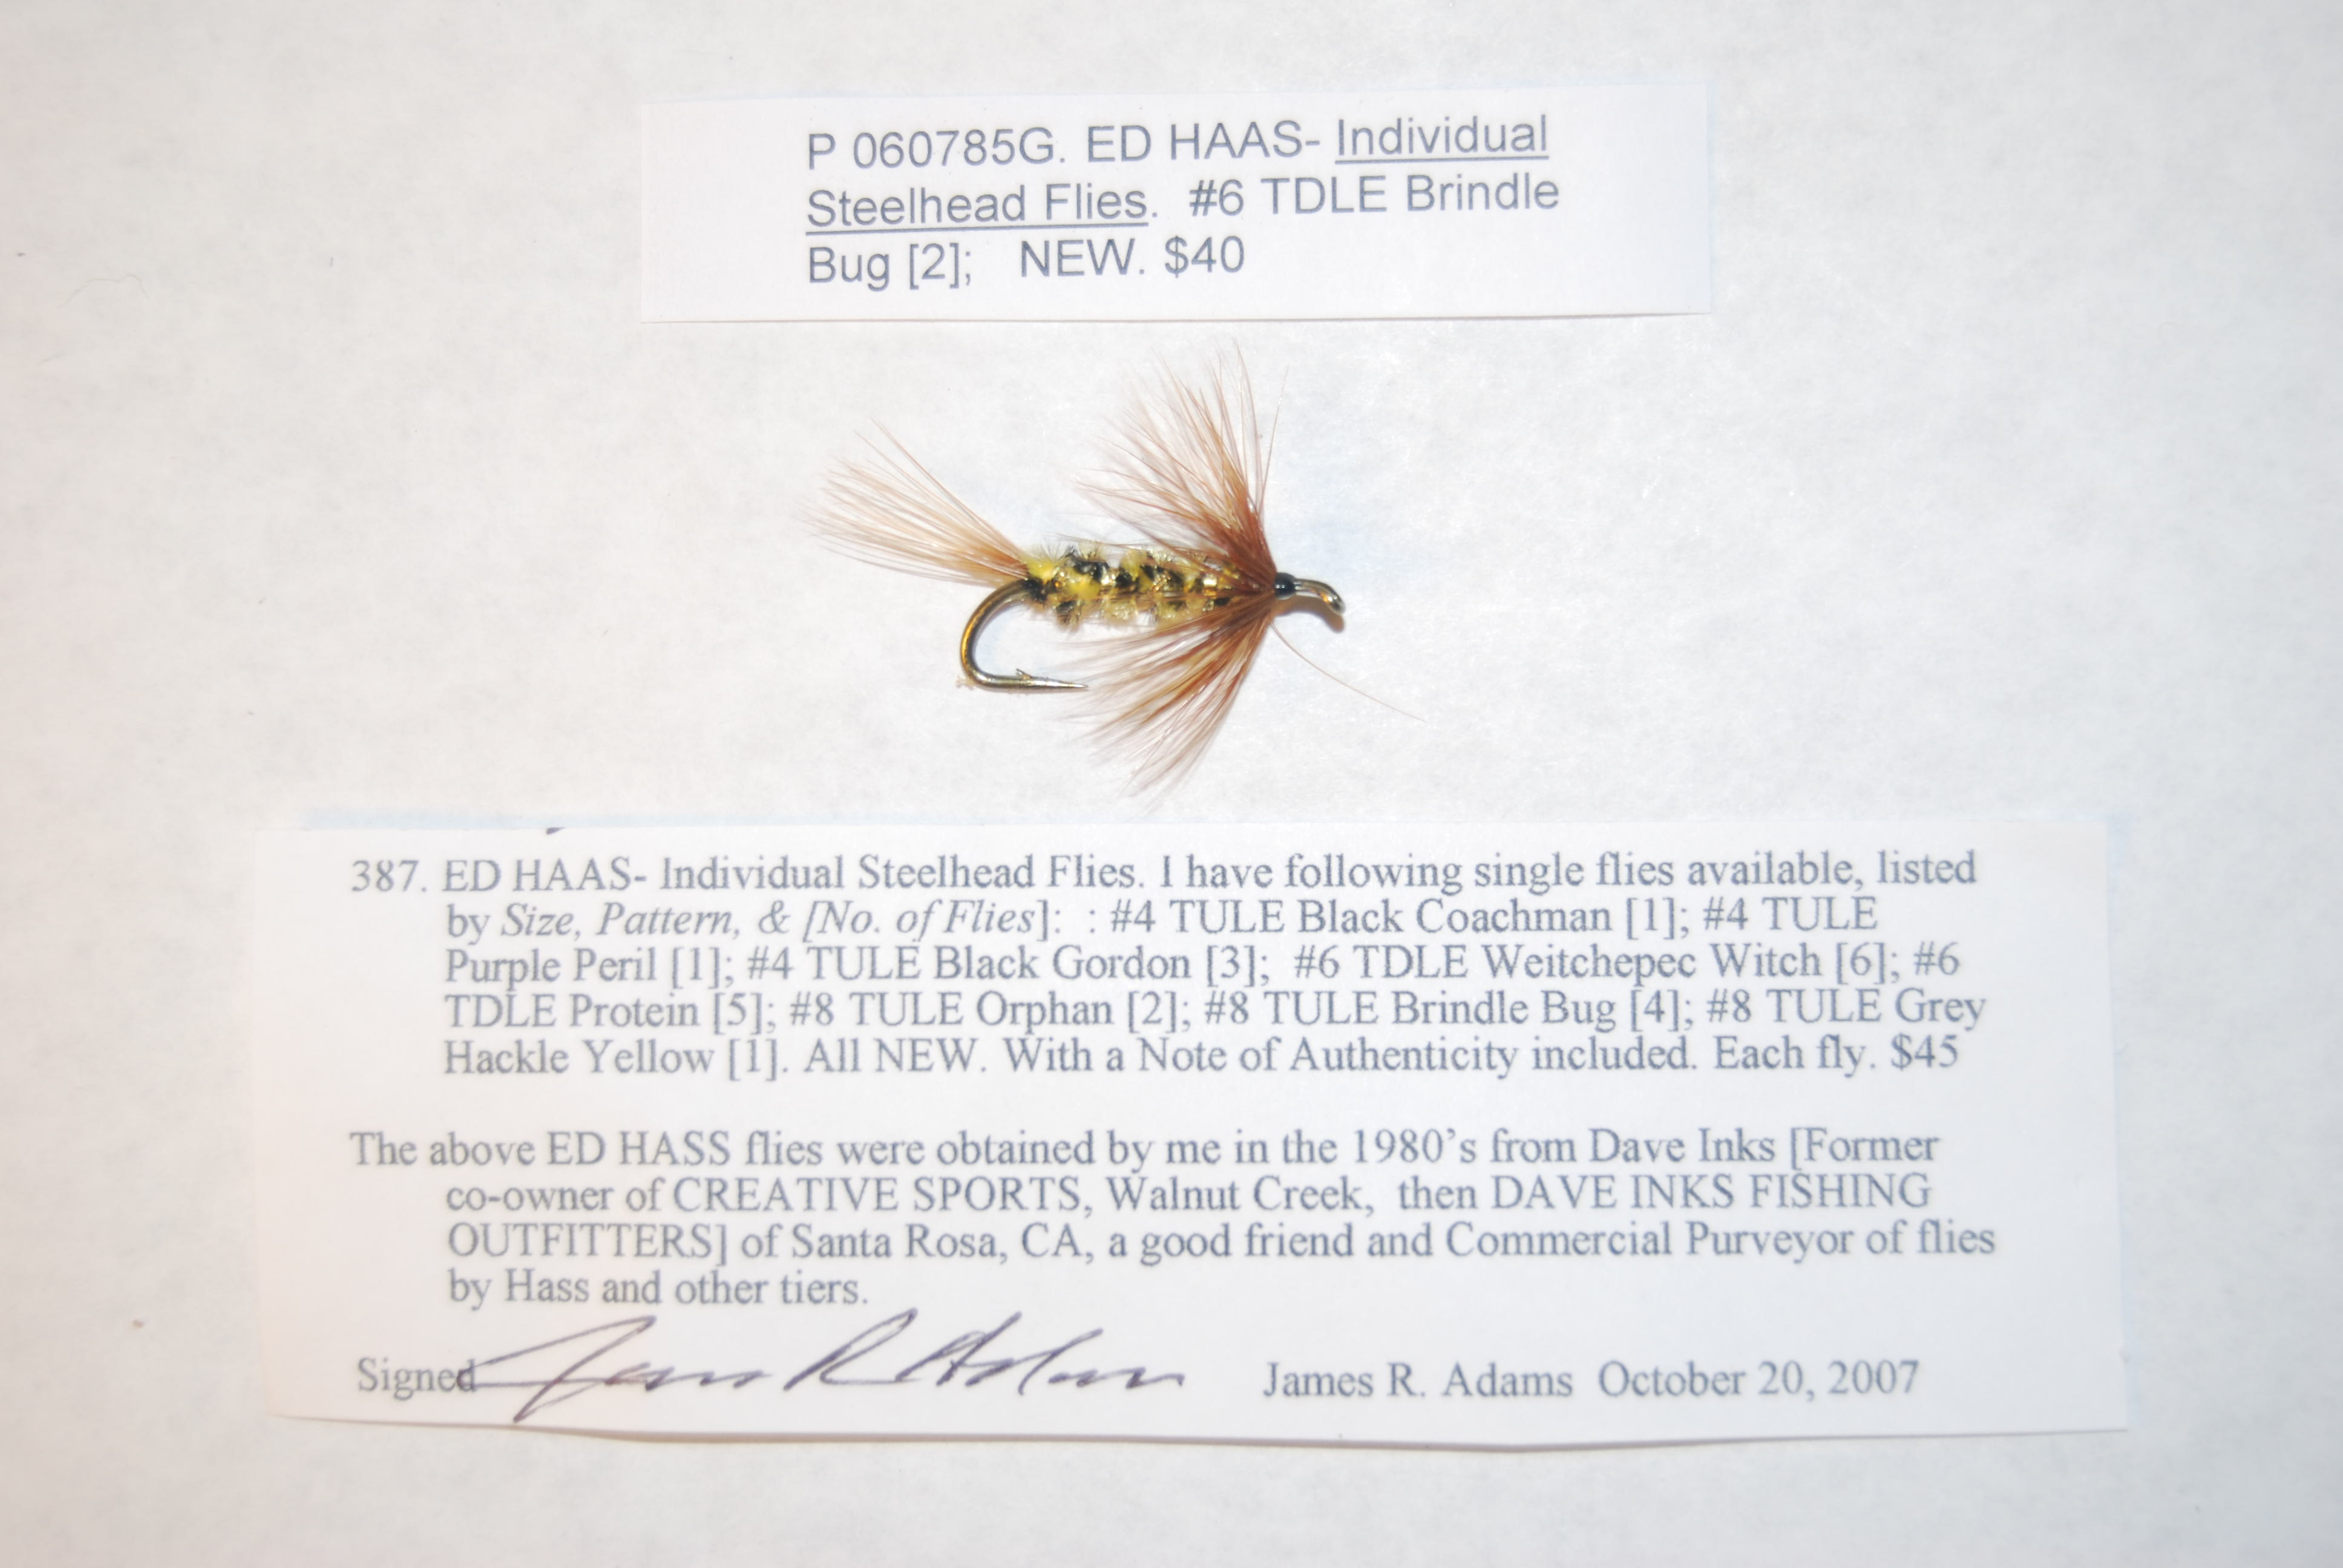 P 060785G. ED HAAS- Individual
Steelhead Flies. #6 TDLE Brindle
Bug [2]; NEW. $40
387. ED HAAS- Individual Steelhead Flies. I have following single flies available, listed
by Size, Pattern, & [No. of Flies]: : #4 TULE Black Coachman [1]; #4 TULE
Purple Peril [1]; #4 TULE Black Gordon [3]; #6 TDLE Weitchepec Witch [6]; #6
TDLE Protein [5]; #8 TULE Orphan [2]; #8 TULE Brindle Bug [4]; #8 TULE Grey
Hackle Yellow [1]. All NEW. With a Note of Authenticity included. Each fly. $45
The above ED HASS flies were obtained by me in the 1980's from Dave Inks [Former
co-owner of CREATIVE SPORTS, Walnut Creek, then DAVE INKS FISHING
OUTFITTERS] of Santa Rosa, CA, a good friend and Commercial Purveyor of flies
by Hass and other tiers.
Signed James R Adams James R. Adams October 20, 2007